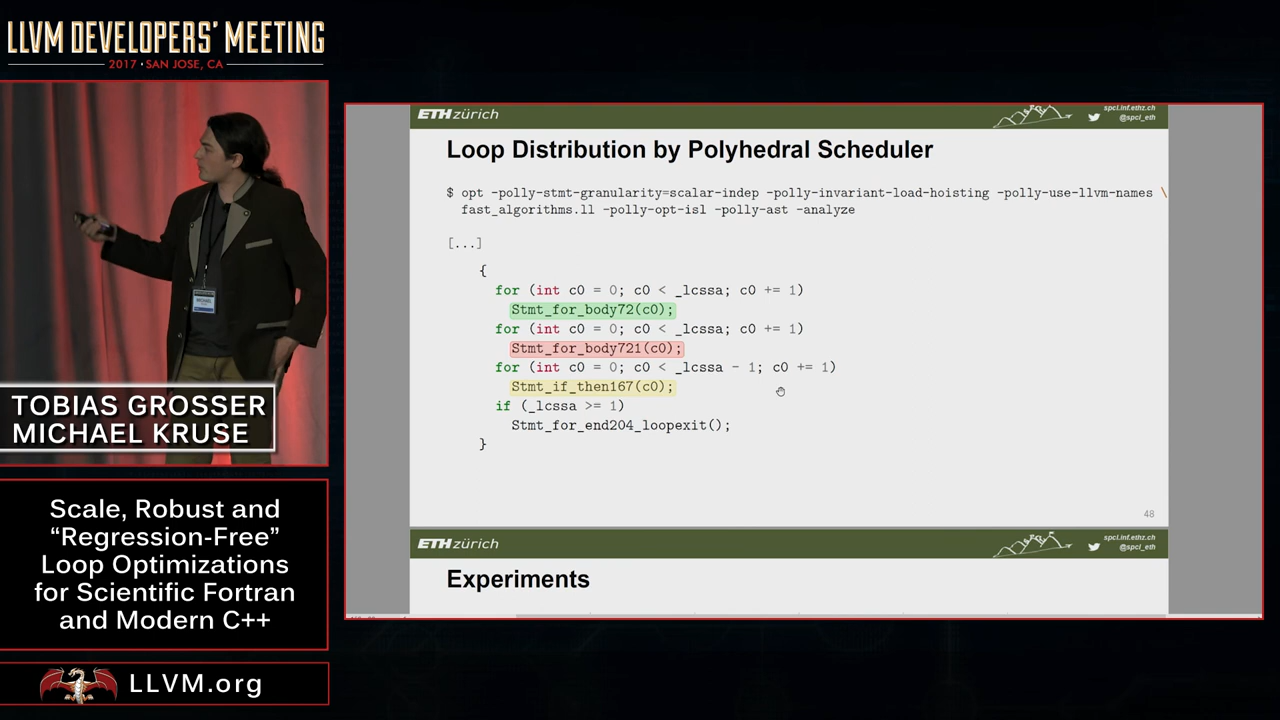 LLVM DEVELOPERS' MEETING
2017 · SAN JOSE, CA
MICHAEL
TOBIAS GROSSER
MICHAEL KRUSE
Scale, Robust and
“Regression-Free”
Loop Optimizations
for Scientific Fortran
and Modern C++
LLVM.org
ETH zürich
spcl.inf.ethz.ch
@spcl_eth
Loop Distribution by Polyhedral Scheduler
$ opt -polly-stmt-granularity=scalar-indep -polly-invariant-load-hoisting -polly-use-llvm-names \
fast_algorithms.ll -polly-opt-isl -polly-ast -analyze
[...]
{
for (int c0 = 0; c0 < _lcssa; c0 += 1)
Stmt_for_body72(c0);
for (int c0 = 0; c0 < _lcssa; c0 += 1)
Stmt_for_body721(c0);
for (int c0 = 0; c0 < _lcssa - 1; c0 += 1)
Stmt_if_then167(c0);
if (_lcssa >= 1)
Stmt_for_end204_loopexit();
}
48
ETH zürich
spcl.inf.ethz.ch
@spcl_eth
Experiments